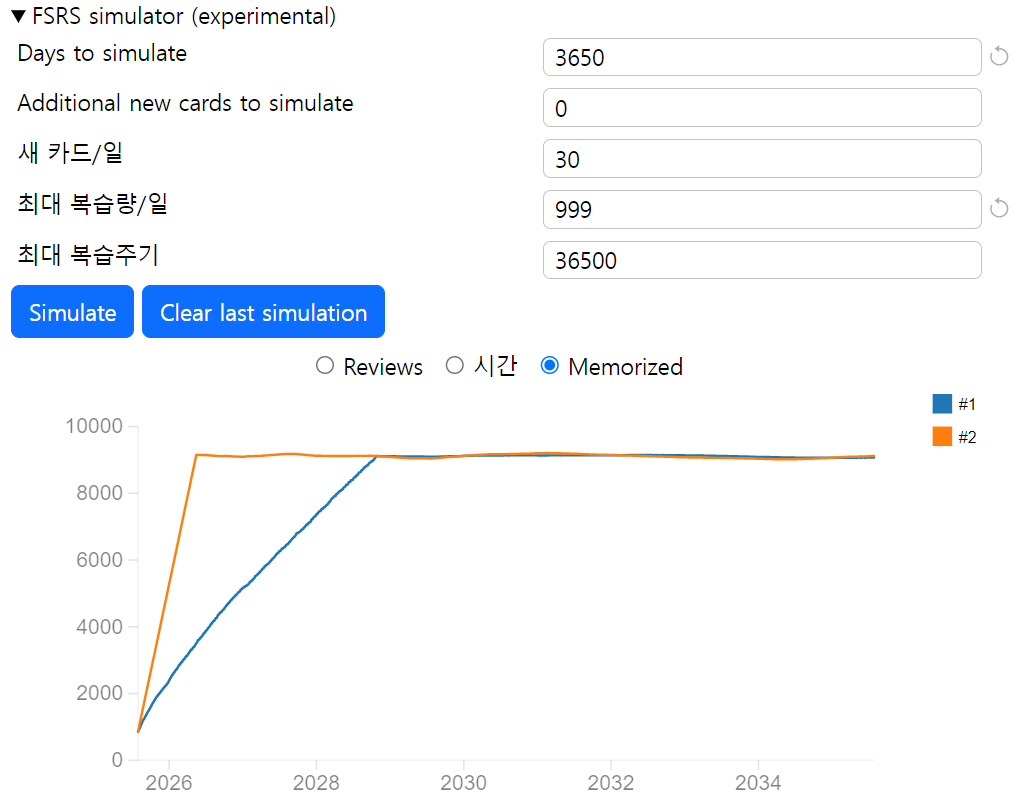 ▼ FSRS simulator (experimental)
Days to simulate 3650
Additional new cards to simulate 0
새 카드/일 30
최대 복습량/일 999
최대 복습주기 36500
Simulate Clear last simulation
Reviews 시간 Memorized
#1
#2
10000
8000
6000
4000
2000
0
2026 2028 2030 2032 2034